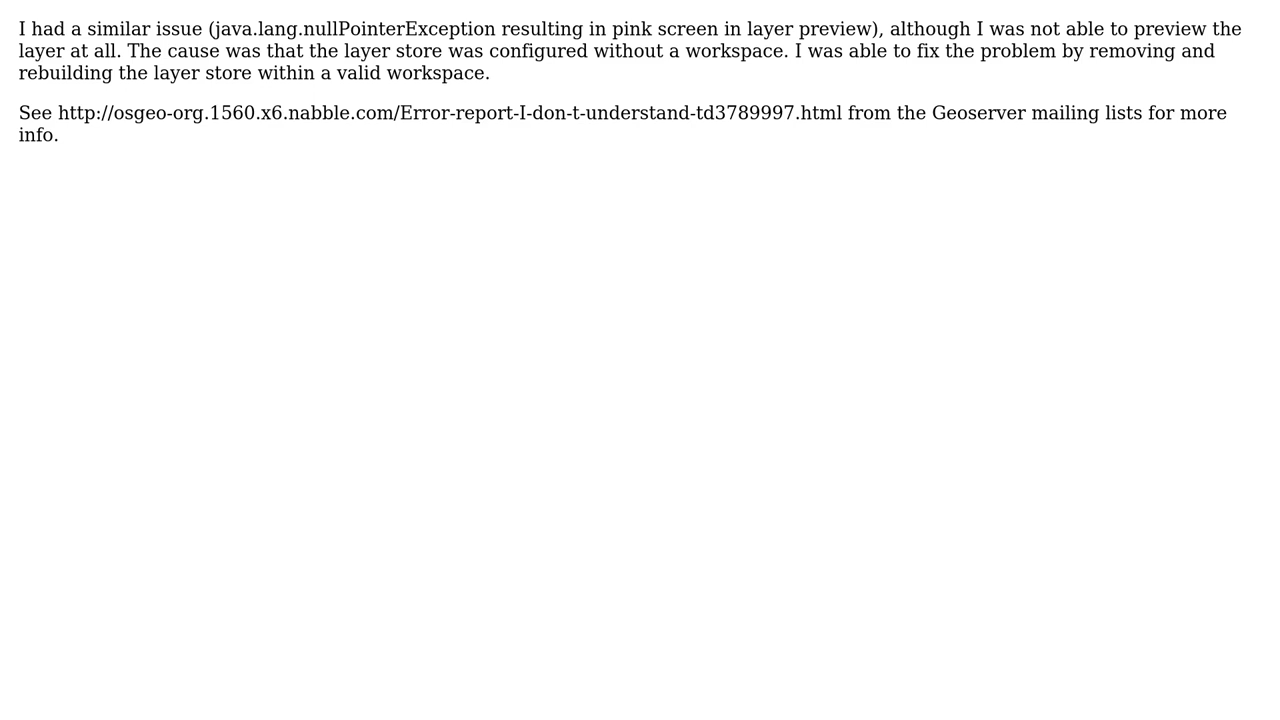 I had a similar issue (java.lang.nullPointerException resulting in pink screen in layer preview), although I was not able to preview the
layer at all. The cause was that the layer store was configured without a workspace. I was able to fix the problem by removing and
rebuilding the layer store within a valid workspace.
See http://osgeo-org.1560.x6.nabble.com/Error-report-I-don-t-understand-td3789997.html from the Geoserver mailing lists for more
info.